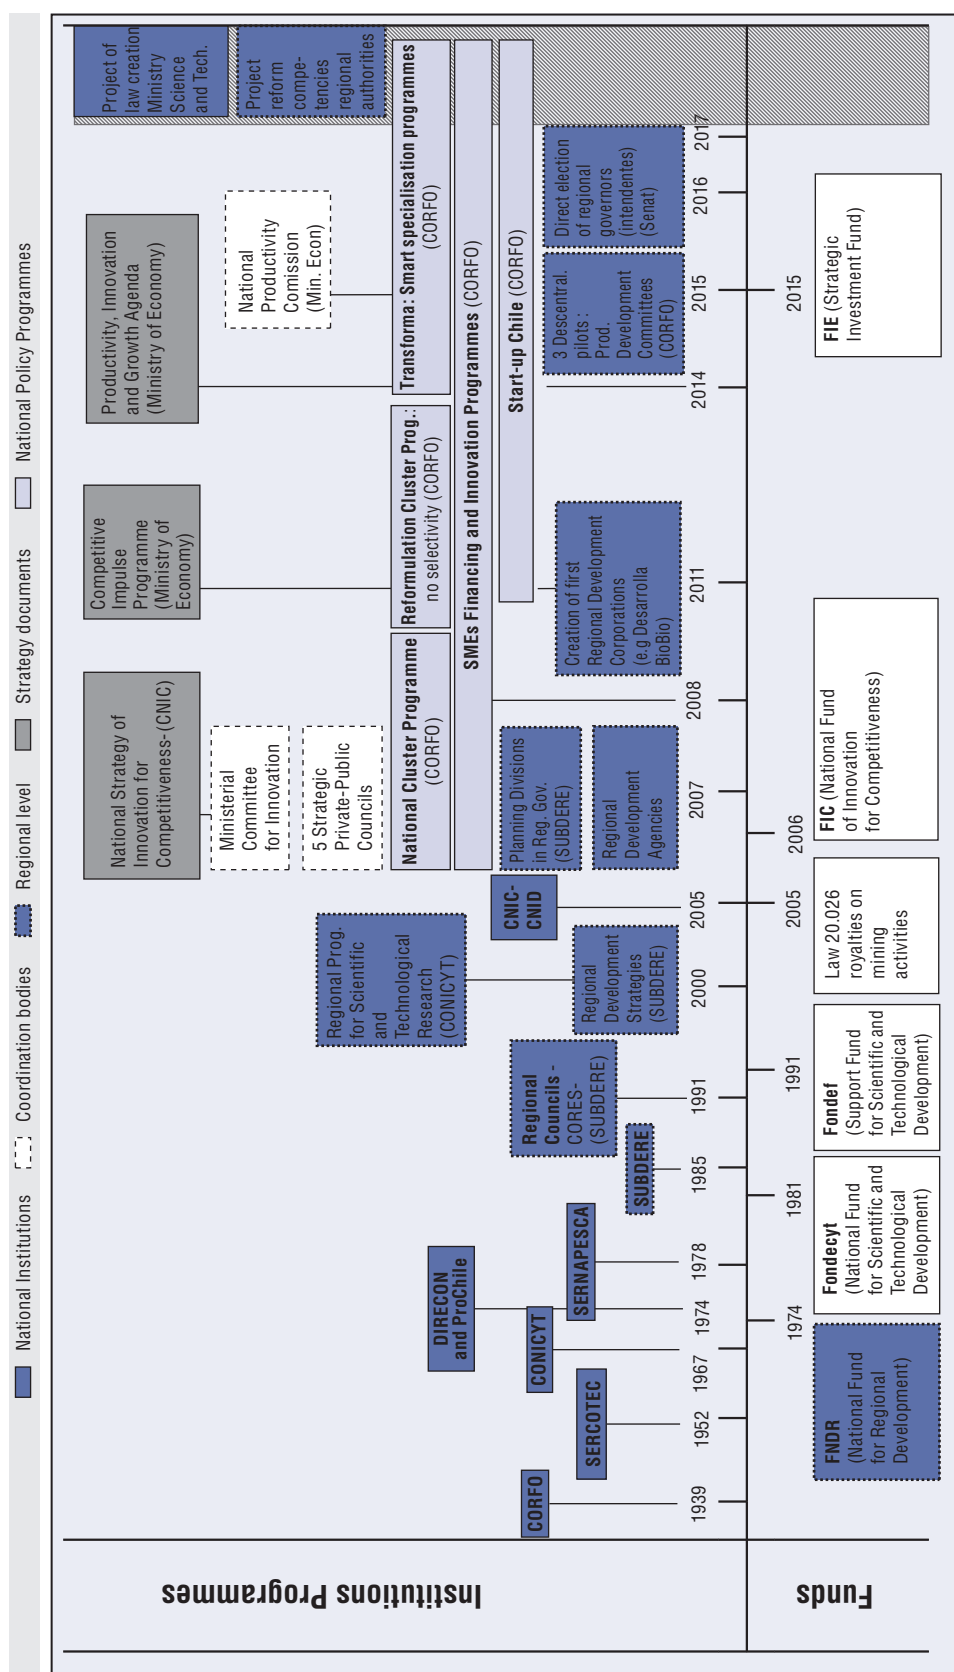 National Institutions
Coordination bodies
Regional level
Strategy documents
National Policy Programmes
Institutions Programmes
Funds
National Strategy of
Innovation for
Competitiveness-(CNIC)
Competitive
Impulse
Programme
(Ministry of
Economy)
Productivity, Innovation
and Growth Agenda
(Ministry of Economy)
Project of
law creation
Ministry
Science
and Tech.
Ministerial
Committee
for Innovation
5 Strategic
Private-Public
Councils
National
Productivity
Comission
(Min. Econ)
Project
reform
compe-
tencies
regional
authorities
Regional Prog.
for Scientific
and
Technological
Research
(CONICYT)
National Cluster Programme
(CORFO)
Reformulation Cluster Prog.:
no selectivity (CORFO)
Transforma: Smart specialisation programmes
(CORFO)
SMEs Financing and Innovation Programmes (CORFO)
Start-up Chile (CORFO)
DIRECON
and ProChile
CORFO
CONICYT
SERCOTEC
SERNAPESCA
SUBDERE
Regional
Councils -
CORES-
(SUBDERE)
CNIC-
CNID
Regional
Development
Strategies
(SUBDERE)
Planning Divisions
in Reg. Gov.
(SUBDERE)
Regional
Development
Agencies
Creation of first
Regional Development
Corporations
(e.g Desarrolla
BioBio)
3 Descentral.
pilots :
Prod.
Development
Committees
(CORFO)
Direct election
of regional
governors
(intendentes)
(Senat)
1939
1952
1967
1974
1978
1985
1991
2000
2005
2007
2008
2011
2014
2015
2016
2017
1974
1981
1991
2005
2006
2015
FNDR
(National Fund
for Regional
Development)
Fondecyt
(National Fund
for Scientific and
Technological
Development)
Fondef
(Support Fund
for Scientific and
Technological
Development)
Law 20.026
royalties on
mining
activities
FIC (National Fund
of Innovation
for Competitiveness)
FIE (Strategic
Investment Fund)